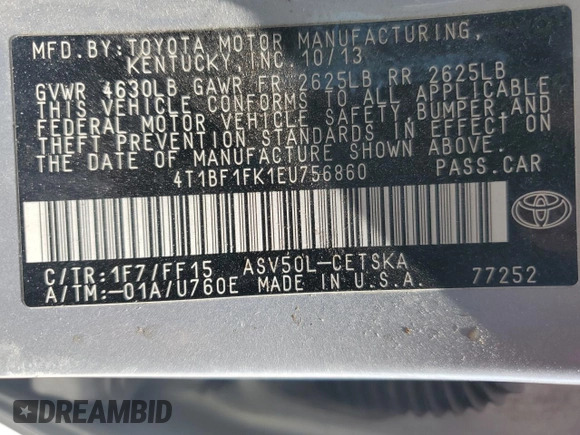 MFD.BY:TOYOTA MOTOR MANUFACTURING,
KENTUCKY, INC. 10/13
GVWR 4630LB GAWR FR 2625LB RR 2625LB
THIS VEHICLE CONFORMS TO ALL APPLICABLE
FEDERAL MOTOR VEHICLE SAFETY,BUMPER,AND
THEFT PREVENTION STANDARDS IN EFFECT ON
THE DATE OF MANUFACTURE SHOWN ABOVE.
4T1BF1FK1EU756860 PASS.CAR
C/TR:1F7/FF15 ASV50L-CETSKA
A/TM:-01A/U760E MADE IN U.S.A. 77252
DREAMBID